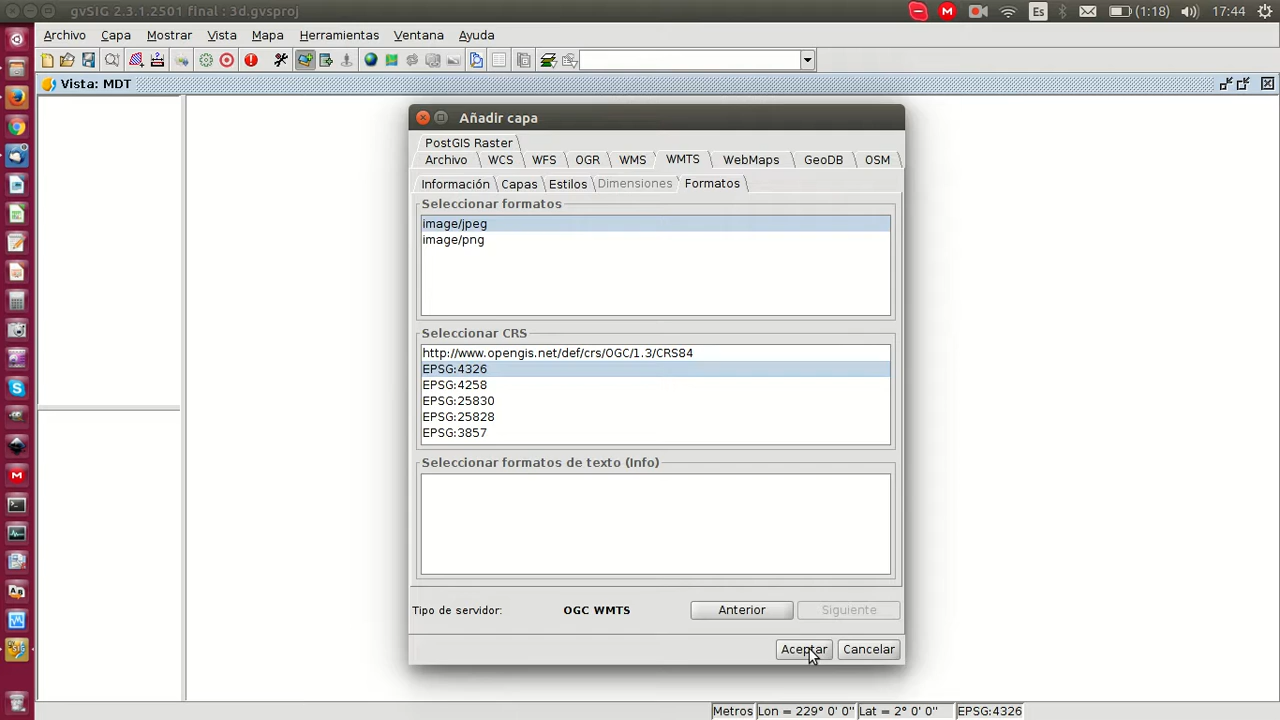 gvSIG 2.3.1.2501 final : 3d.gvsproj
Es
(1:18)
17:44
Archivo Capa Mostrar Vista Mapa Herramientas Ventana Ayuda
Vista: MDT
Añadir capa
PostGIS Raster
Archivo WCS WFS OGR WMS WMTS WebMaps GeoDB OSM
Información Capas Estilos Dimensiones Formatos
Seleccionar formatos
image/jpeg
image/png
Seleccionar CRS
http://www.opengis.net/def/crs/OGC/1.3/CRS84
EPSG:4326
EPSG:4258
EPSG:25830
EPSG:25828
EPSG:3857
Seleccionar formatos de texto (Info)
Tipo de servidor: OGC WMTS Anterior Siguiente
Aceptar Cancelar
Metros Lon = 229° 0' 0" Lat = 2° 0' 0" EPSG:4326